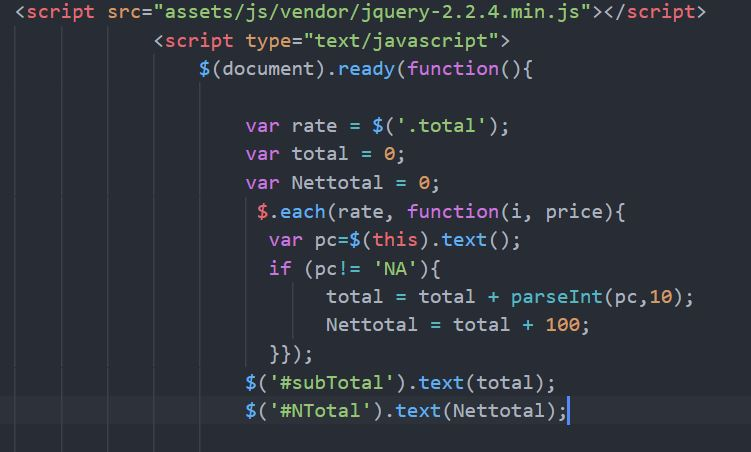 <script src="assets/js/vendor/jquery-2.2.4.min.js"></script>
<script type="text/javascript">
$(document).ready(function(){
var rate = $('.total');
var total = 0;
var Nettotal = 0;
$.each(rate, function(i, price){
var pc=$(this).text();
if (pc!= 'NA'){
total = total + parseInt(pc,10);
Nettotal = total + 100;
}});
$('#subTotal').text(total);
$('#NTotal').text(Nettotal);